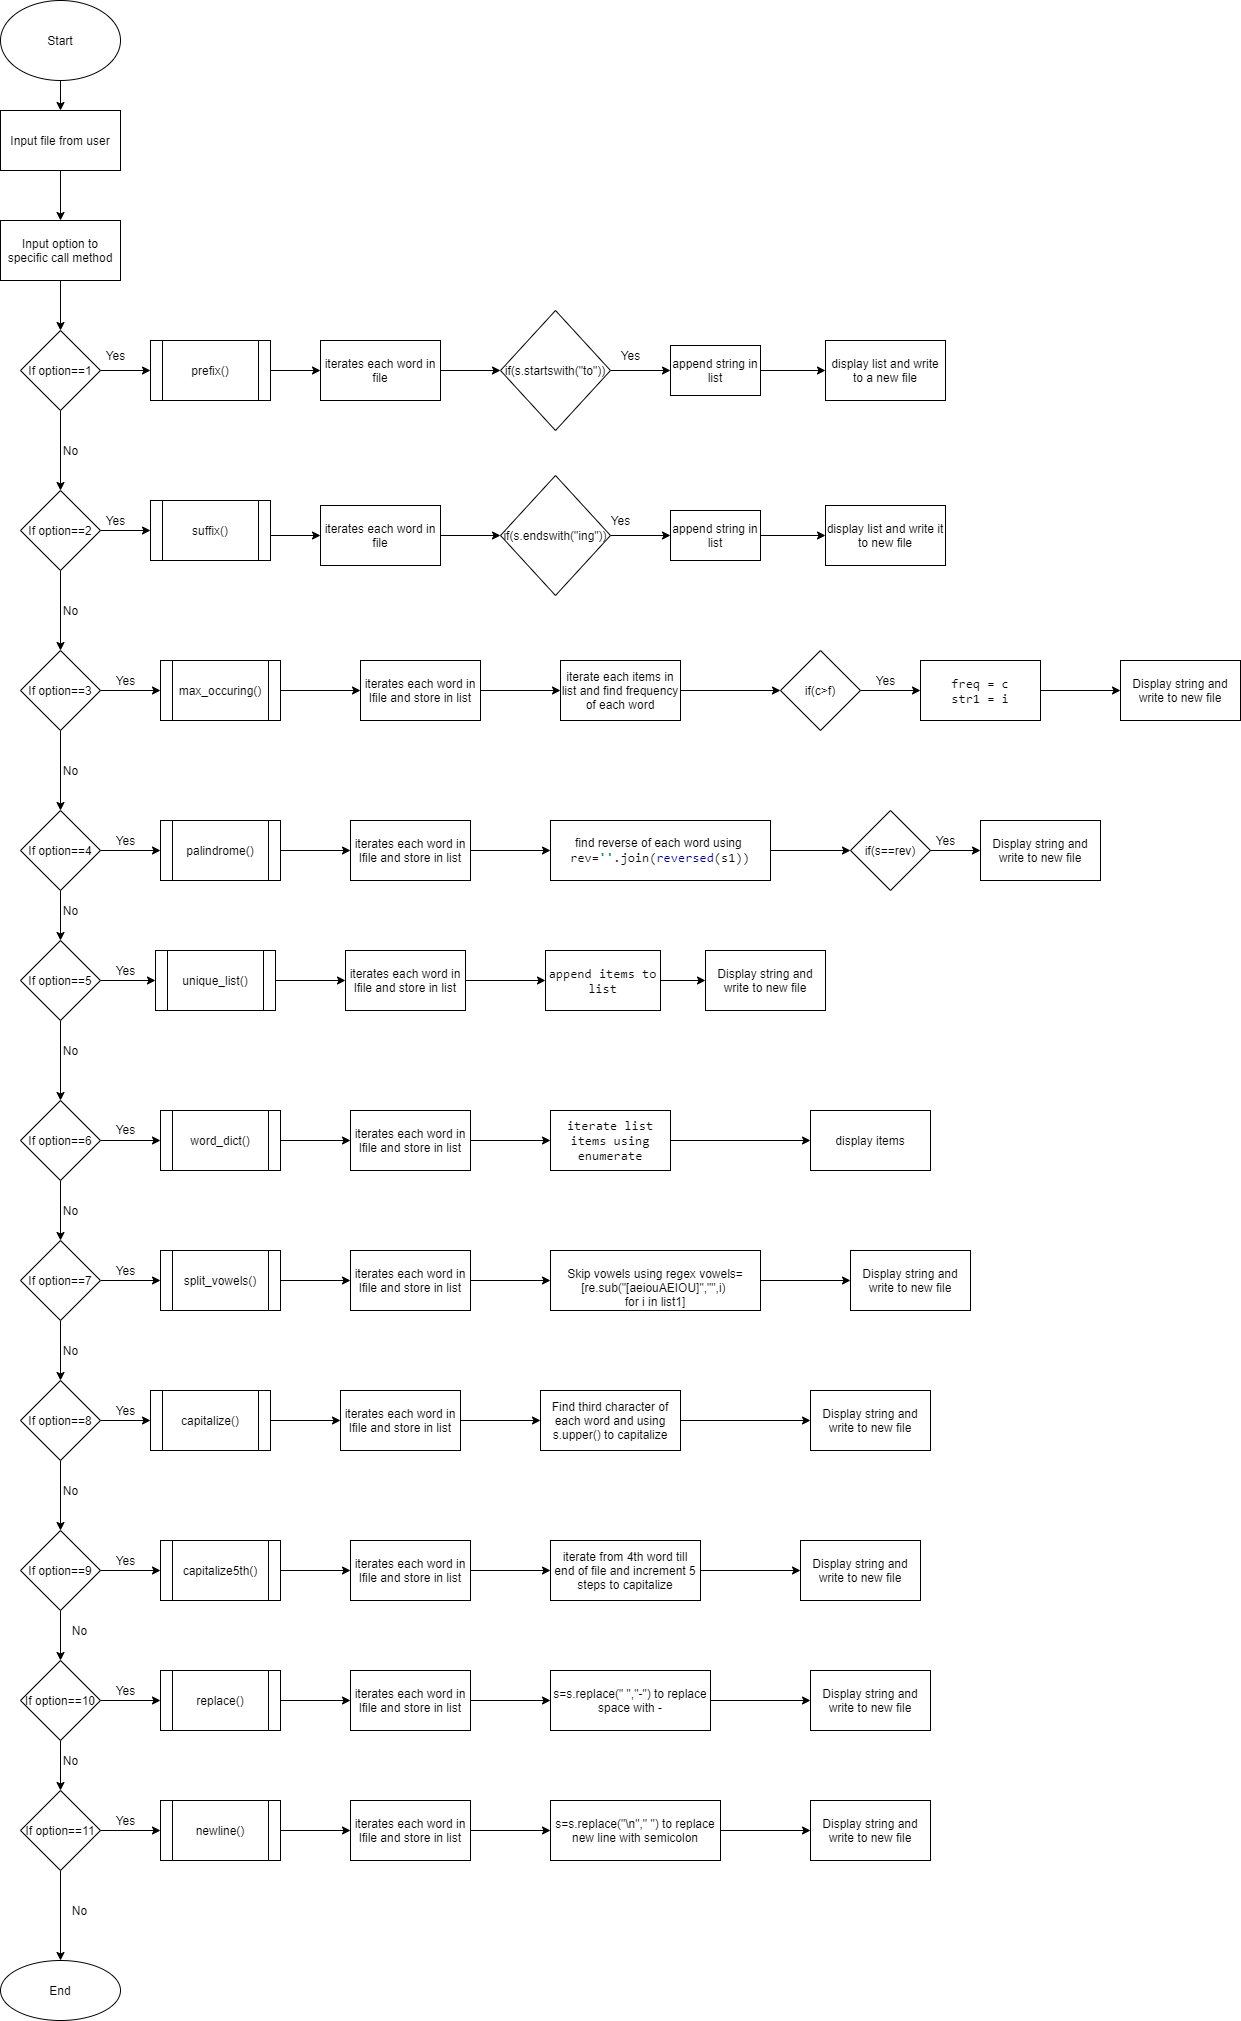 Start
Input file from user
Input option to
specific call method
If option==1
Yes
prefix()
iterates each word in
file
if(s.startswith("to"))
Yes
append string in
list
display list and write
to a new file
No
If option==2
Yes
suffix()
iterates each word in
file
if(s.endswith("ing"))
Yes
append string in
list
display list and write it
to new file
No
If option==3
Yes
max_occuring()
iterates each word in
lfile and store in list
iterate each items in
list and find frequency
of each word
if(c>f)
Yes
freq = c
str1 = i
Display string and
write to new file
No
If option==4
Yes
palindrome()
iterates each word in
lfile and store in list
find reverse of each word using
rev=''.join(reversed(s1))
if(s==rev)
Yes
Display string and
write to new file
No
If option==5
Yes
unique_list()
iterates each word in
lfile and store in list
append items to
list
Display string and
write to new file
No
If option==6
Yes
word_dict()
iterates each word in
lfile and store in list
iterate list
items using
enumerate
display items
No
If option==7
Yes
split_vowels()
iterates each word in
lfile and store in list
Skip vowels using regex vowels=
[re.sub("[aeiouAEIOU]","",i)
for i in list1]
Display string and
write to new file
No
If option==8
Yes
capitalize()
iterates each word in
lfile and store in list
Find third character of
each word and using
s.upper() to capitalize
Display string and
write to new file
No
If option==9
Yes
capitalize5th()
iterates each word in
lfile and store in list
iterate from 4th word till
end of file and increment 5
steps to capitalize
Display string and
write to new file
No
If option==10
Yes
replace()
iterates each word in
lfile and store in list
s=s.replace(" ","-") to replace
space with -
Display string and
write to new file
No
If option==11
Yes
newline()
iterates each word in
lfile and store in list
s=s.replace("\n"," ") to replace
new line with semicolon
Display string and
write to new file
No
End